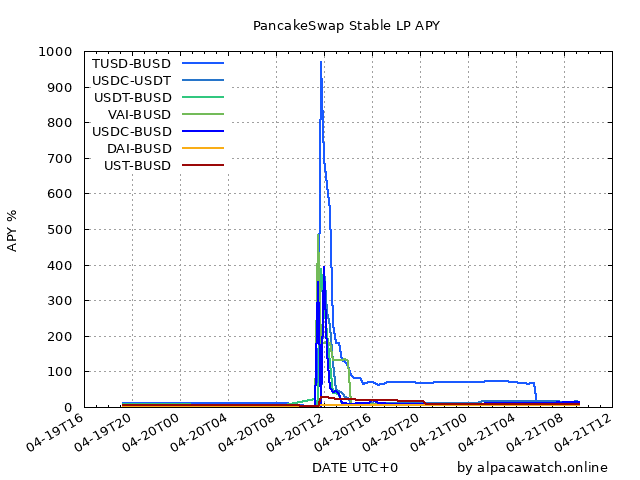 PancakeSwap Stable LP APY
1000
900
800
700
600
500
400
300
200
100
0
APY %
TUSD-BUSD
USDC-USDT
USDT-BUSD
VAI-BUSD
USDC-BUSD
DAI-BUSD
UST-BUSD
04-19T16
04-19T20
04-20T00
04-20T04
04-20T08
04-20T12
04-20T16
04-20T20
04-21T00
04-21T04
04-21T08
04-21T12
DATE UTC+0
by alpacawatch.online